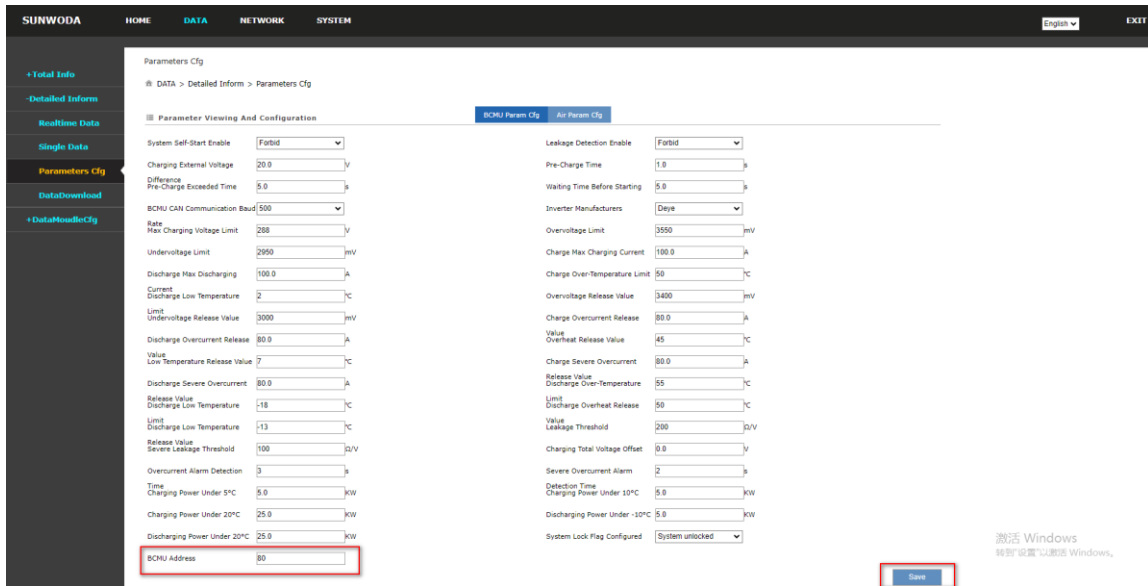 SUNWODA HOME DATA NETWORK SYSTEM English EXIT
Parameters Cfg
+Total Info
DATA > Detailed Inform > Parameters Cfg
-Detailed Inform
Realtime Data
Single Data
Parameters Cfg
DataDownload
+DataMoudleCfg
Parameter Viewing And Configuration
BCMU Param Cfg Air Param Cfg
System Self-Start Enable Forbid Leakage Detection Enable Forbid
Charging External Voltage 20.0 V Pre-Charge Time 1.0 s
Difference
Pre-Charge Exceeded Time 5.0 s Waiting Time Before Starting 5.0 s
BCMU CAN Communication Baud 500 Inverter Manufacturers Deye
Rate
Max Charging Voltage Limit 288 V Overvoltage Limit 3550 mV
Undervoltage Limit 2950 mV Charge Max Charging Current 100.0 A
Discharge Max Discharging 100.0 A Charge Over-Temperature Limit 50 °C
Current
Discharge Low Temperature 2 °C Overvoltage Release Value 3400 mV
Limit
Undervoltage Release Value 3000 mV Charge Overcurrent Release 80.0 A
Value
Discharge Overcurrent Release 80.0 A Overheat Release Value 45 °C
Value
Low Temperature Release Value 7 °C Charge Severe Overcurrent 80.0 A
Release Value
Discharge Severe Overcurrent 80.0 A Discharge Over-Temperature 55 °C
Release Value Limit
Discharge Low Temperature -18 °C Discharge Overheat Release 50 °C
Limit Value
Discharge Low Temperature -13 °C Leakage Threshold 200 Ω/V
Release Value
Severe Leakage Threshold 100 Ω/V Charging Total Voltage Offset 0.0 V
Overcurrent Alarm Detection 3 s Severe Overcurrent Alarm 2 s
Time Detection Time
Charging Power Under 5°C 5.0 KW Charging Power Under 10°C 5.0 KW
Charging Power Under 20°C 25.0 KW Discharging Power Under -10°C 5.0 KW
Discharging Power Under 20°C 25.0 KW System Lock Flag Configured System unlocked
BCMU Address 80
Save
激活 Windows
转到"设置"以激活 Windows。